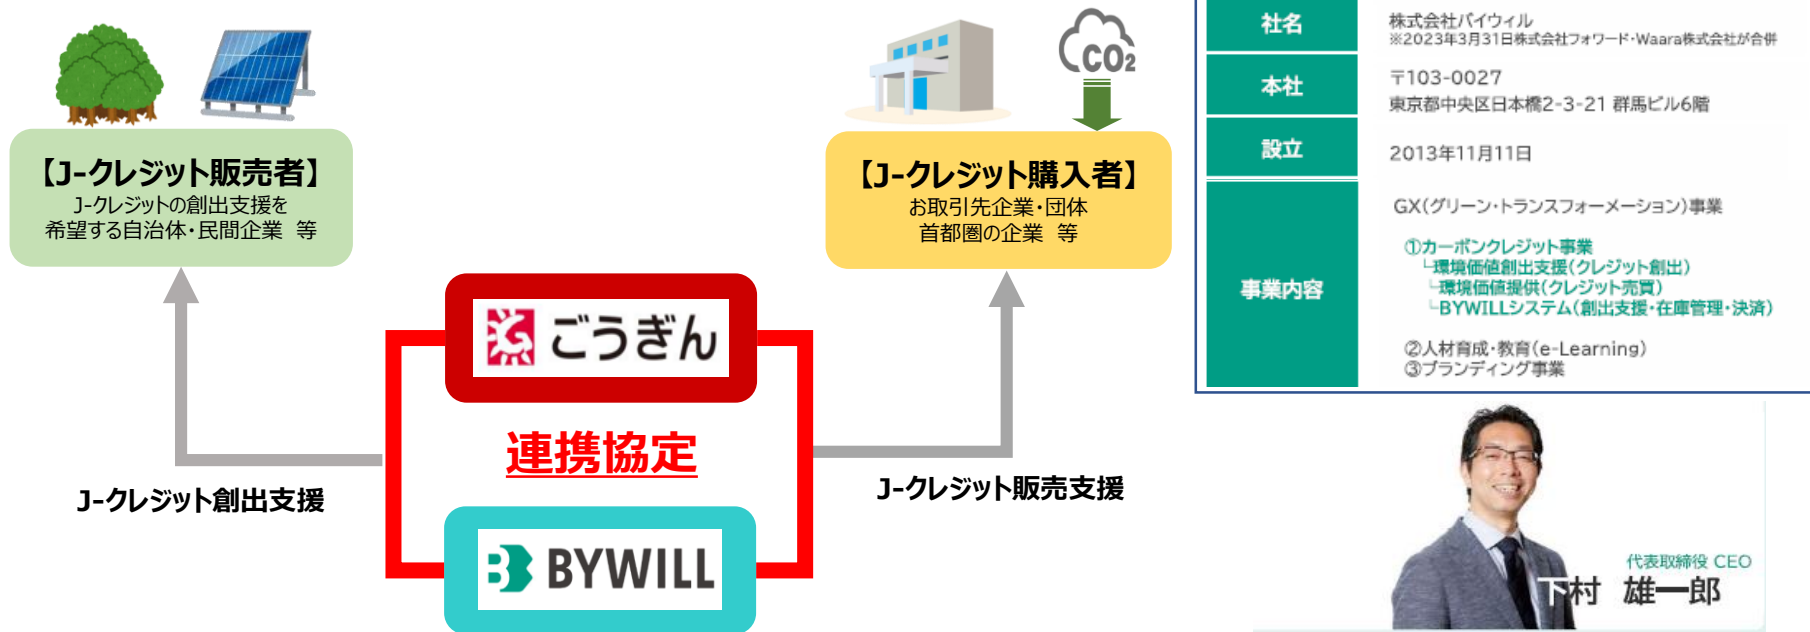 CO2
【J-クレジット販売者】
J-クレジットの創出支援を
希望する自治体・民間企業 等
【J-クレジット購入者】
お取引先企業・団体
首都圏の企業 等
ごうぎん
連携協定
BYWILL
J-クレジット創出支援
J-クレジット販売支援
社名
株式会社バイウィル
※2023年3月31日株式会社フォワード・Waara株式会社が合併
本社
〒103-0027
東京都中央区日本橋2-3-21 群馬ビル6階
設立
2013年11月11日
事業内容
GX(グリーン・トランスフォーメーション)事業
①カーボンクレジット事業
└環境価値創出支援(クレジット創出)
└環境価値提供(クレジット売買)
└BYWILLシステム(創出支援・在庫管理・決済)
②人材育成・教育(e-Learning)
③ブランディング事業
代表取締役 CEO
下村 雄一郎